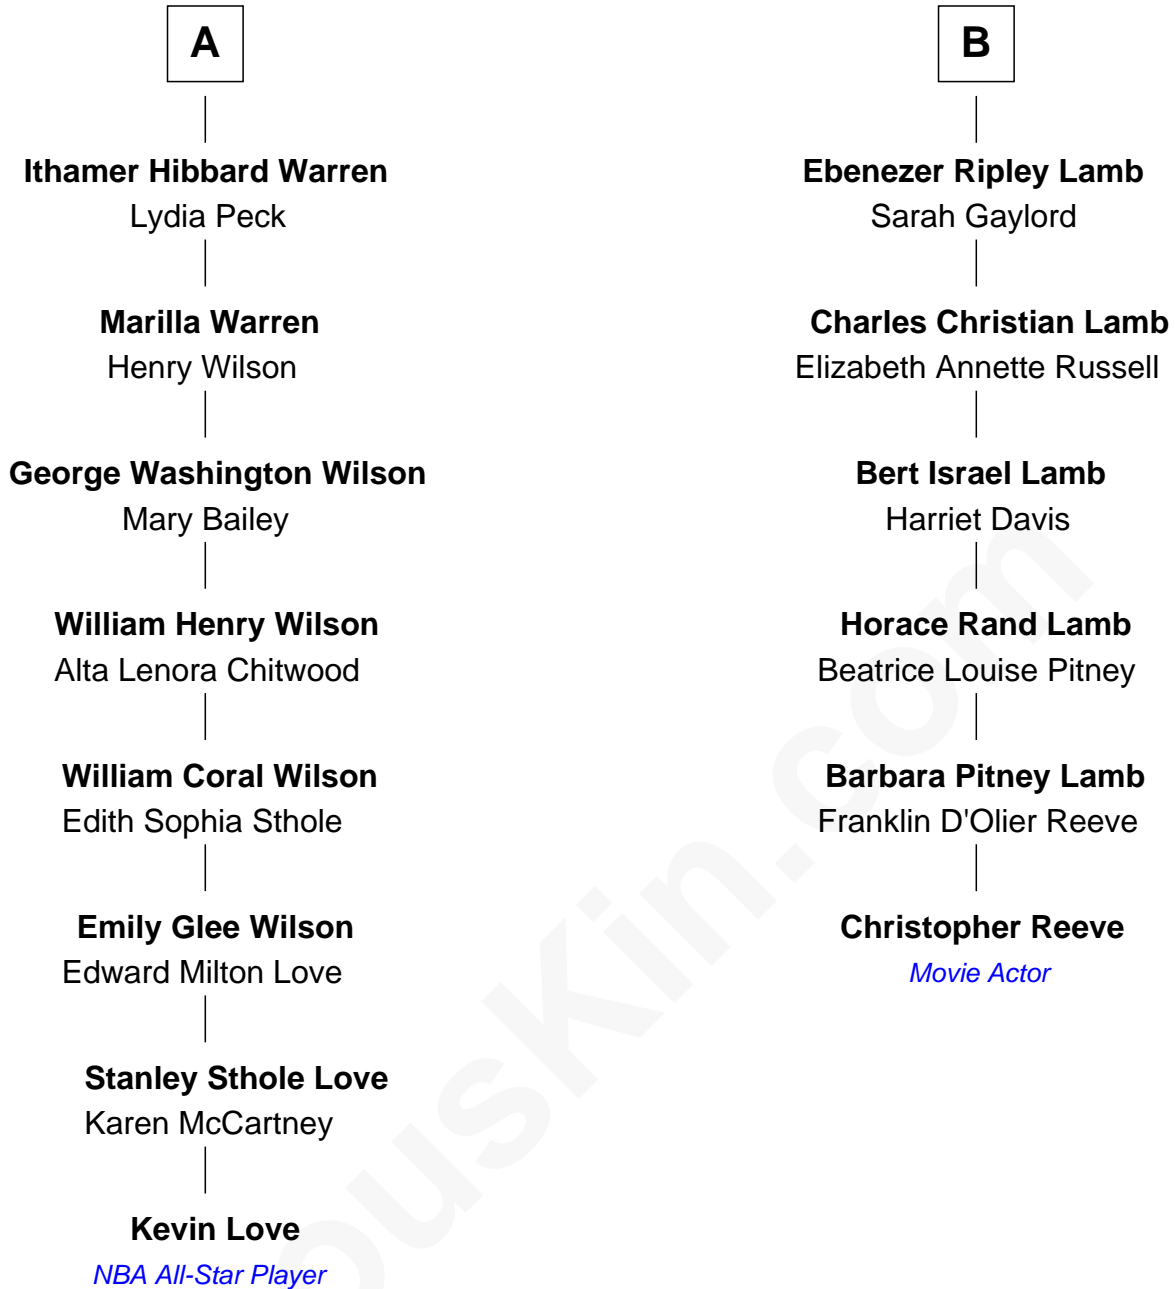 A
Ithamer Hibbard Warren
Lydia Peck
Marilla Warren
Henry Wilson
George Washington Wilson
Mary Bailey
William Henry Wilson
Alta Lenora Chitwood
William Coral Wilson
Edith Sophia Sthole
Emily Glee Wilson
Edward Milton Love
Stanley Sthole Love
Karen McCartney
Kevin Love
NBA All-Star Player
B
Ebenezer Ripley Lamb
Sarah Gaylord
Charles Christian Lamb
Elizabeth Annette Russell
Bert Israel Lamb
Harriet Davis
Horace Rand Lamb
Beatrice Louise Pitney
Barbara Pitney Lamb
Franklin D'Olier Reeve
Christopher Reeve
Movie Actor
ousKin.com